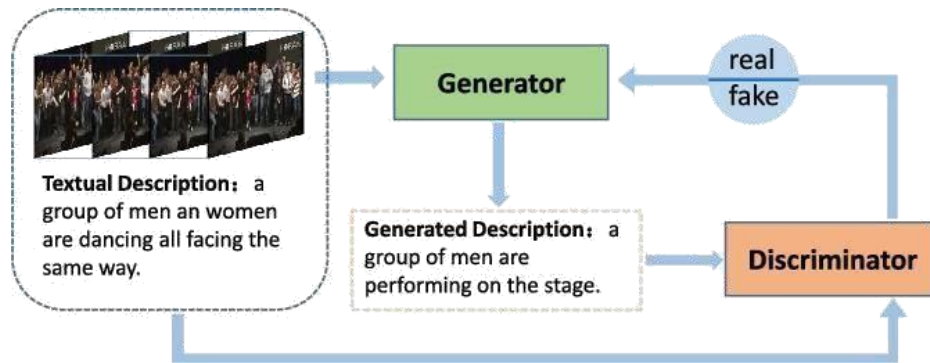 Textual Description: a
group of men an women
are dancing all facing the
same way.
Generator
real
fake
Generated Description: a
group of men are
performing on the stage.
Discriminator